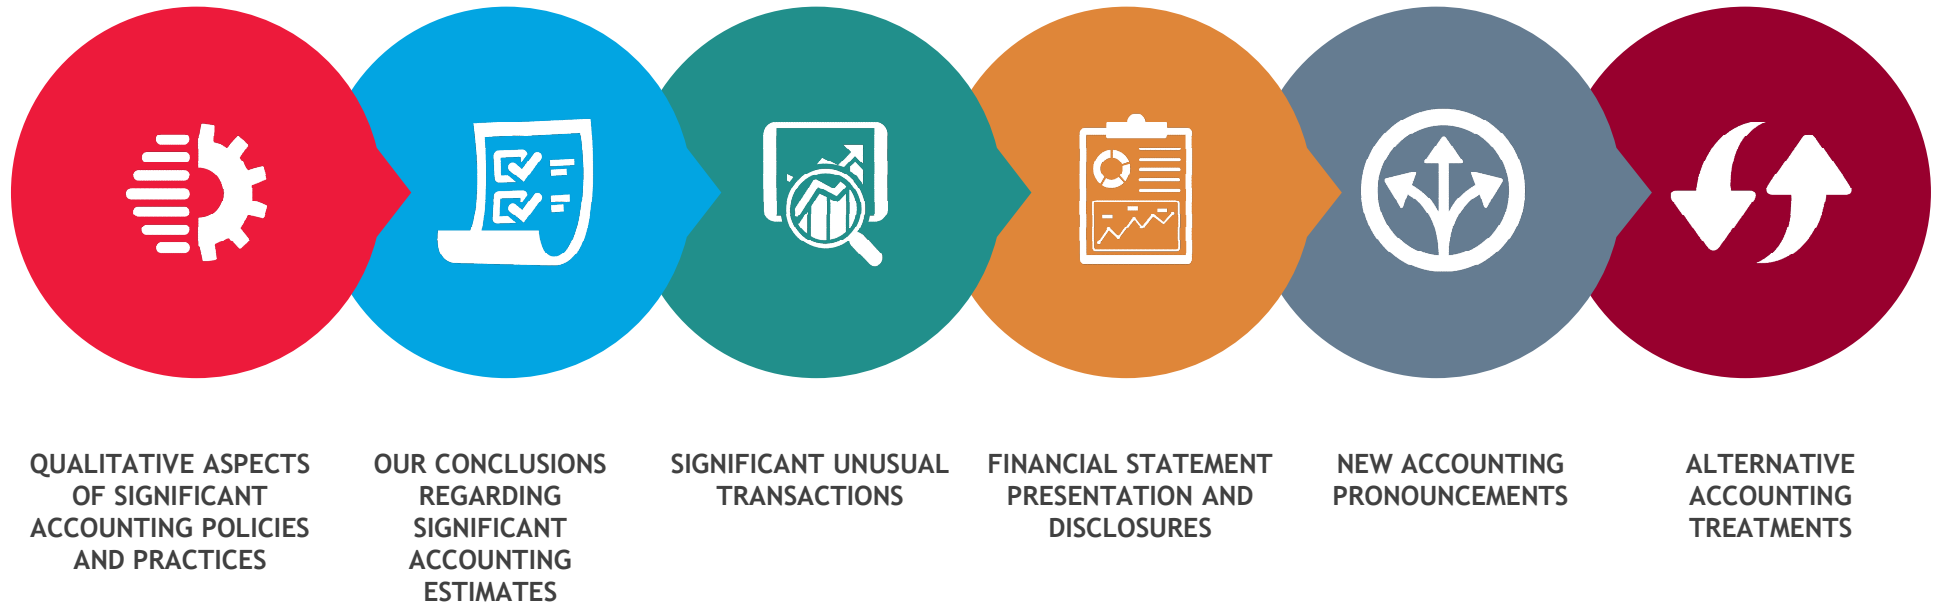 QUALITATIVE ASPECTS
OF SIGNIFICANT
ACCOUNTING POLICIES
AND PRACTICES
OUR CONCLUSIONS
REGARDING
SIGNIFICANT
ACCOUNTING
ESTIMATES
SIGNIFICANT UNUSUAL
TRANSACTIONS
FINANCIAL STATEMENT
PRESENTATION AND
DISCLOSURES
NEW ACCOUNTING
PRONOUNCEMENTS
ALTERNATIVE
ACCOUNTING
TREATMENTS